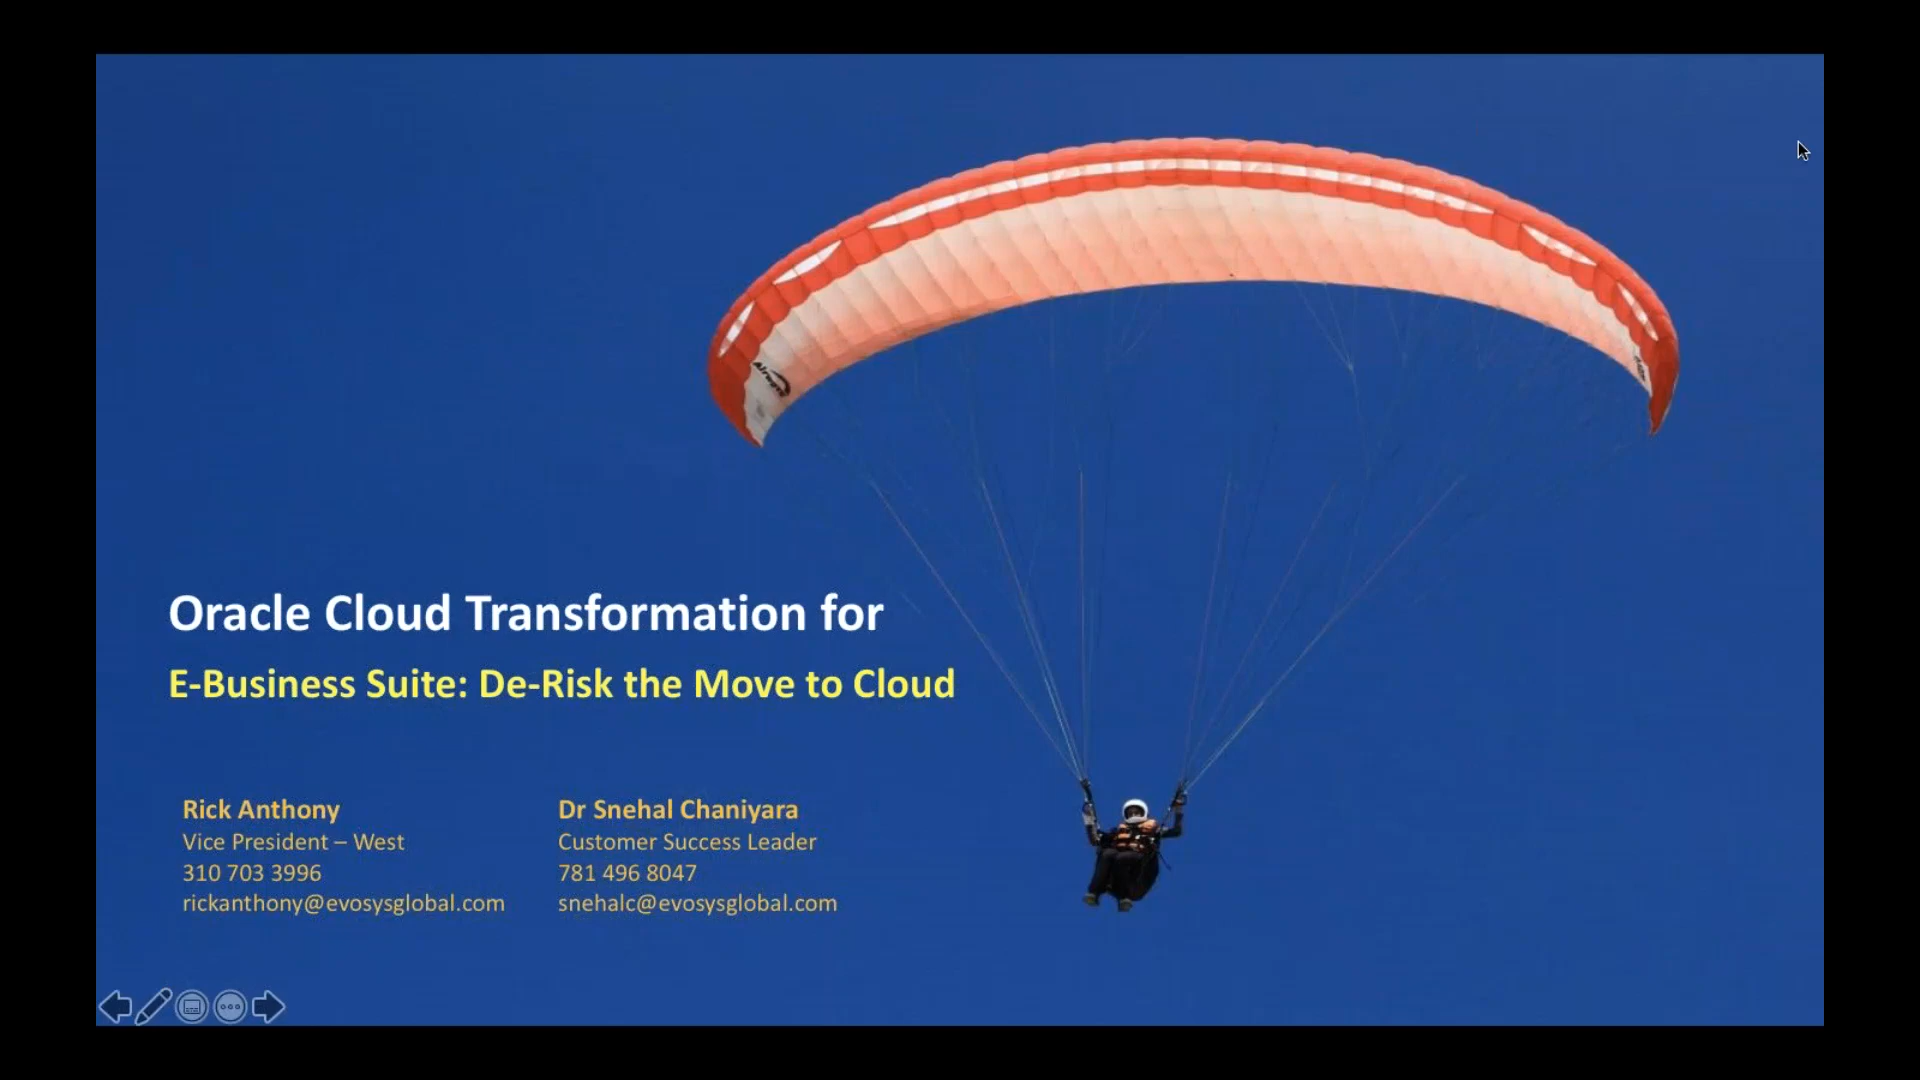 Airwave
Oracle Cloud Transformation for
E-Business Suite: De-Risk the Move to Cloud
Rick Anthony
Vice President – West
310 703 3996
rickanthony@evosysglobal.com
Dr Snehal Chaniyara
Customer Success Leader
781 496 8047
snehalc@evosysglobal.com